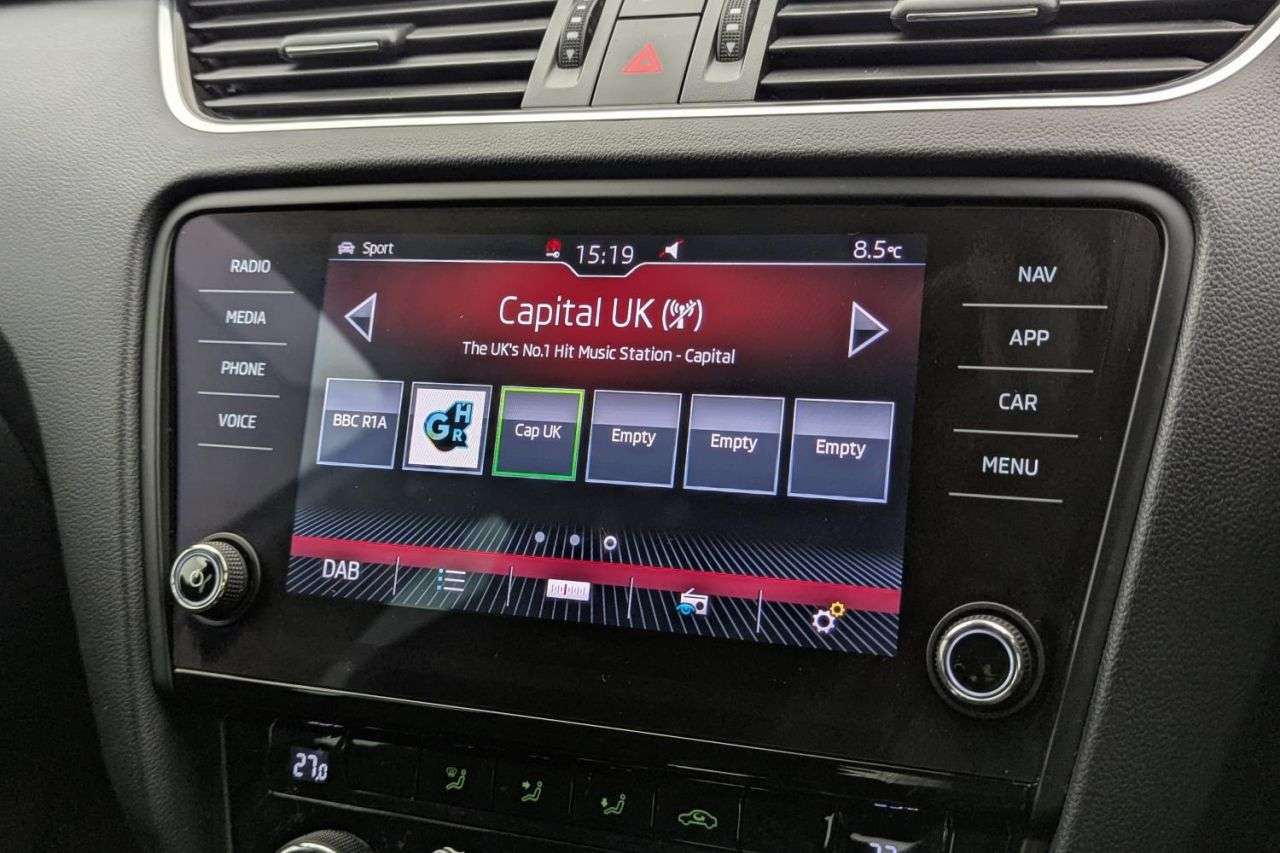 Sport 15:19 8.5°C
RADIO
MEDIA
PHONE
VOICE
Capital UK
The UK's No.1 Hit Music Station - Capital
BBC R1A
GHR
Cap UK
Empty
Empty
Empty
DAB
NAV
APP
CAR
MENU
27.0